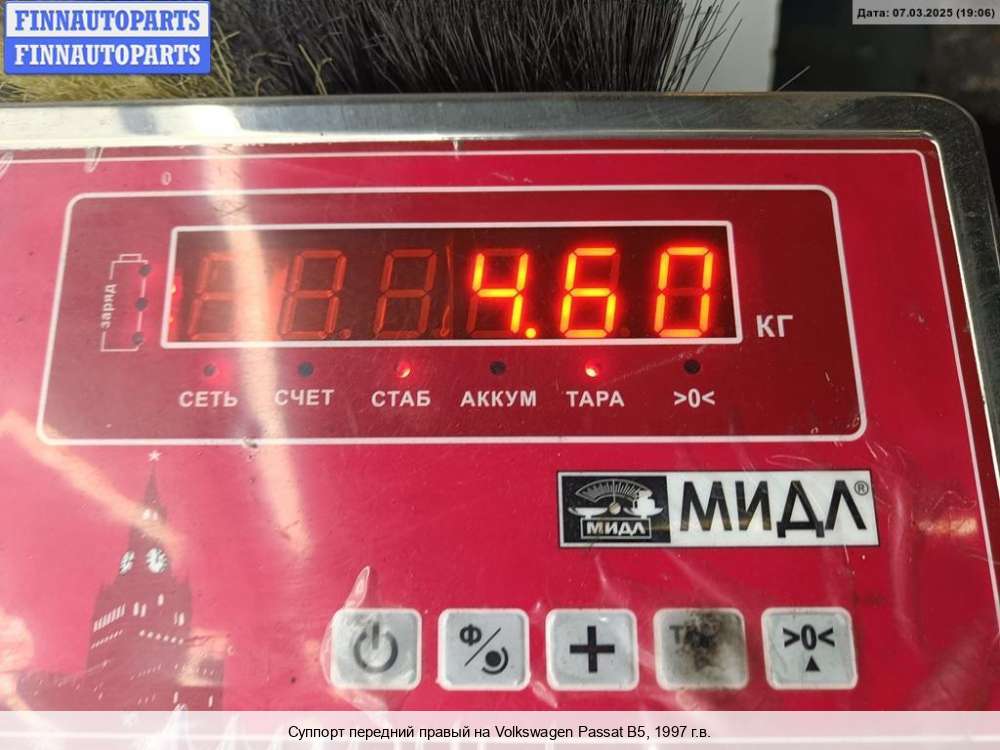 FINNAUTOPARTS
FINNAUTOPARTS
Дата: 07.03.2025 (19:06)
заряд
4.60
КГ
СЕТЬ СЧЕТ СТАБ АККУМ ТАРА >0<
МИДЛ МИДЛ®
Ф >0<
Суппорт передний правый на Volkswagen Passat B5, 1997 г.в.